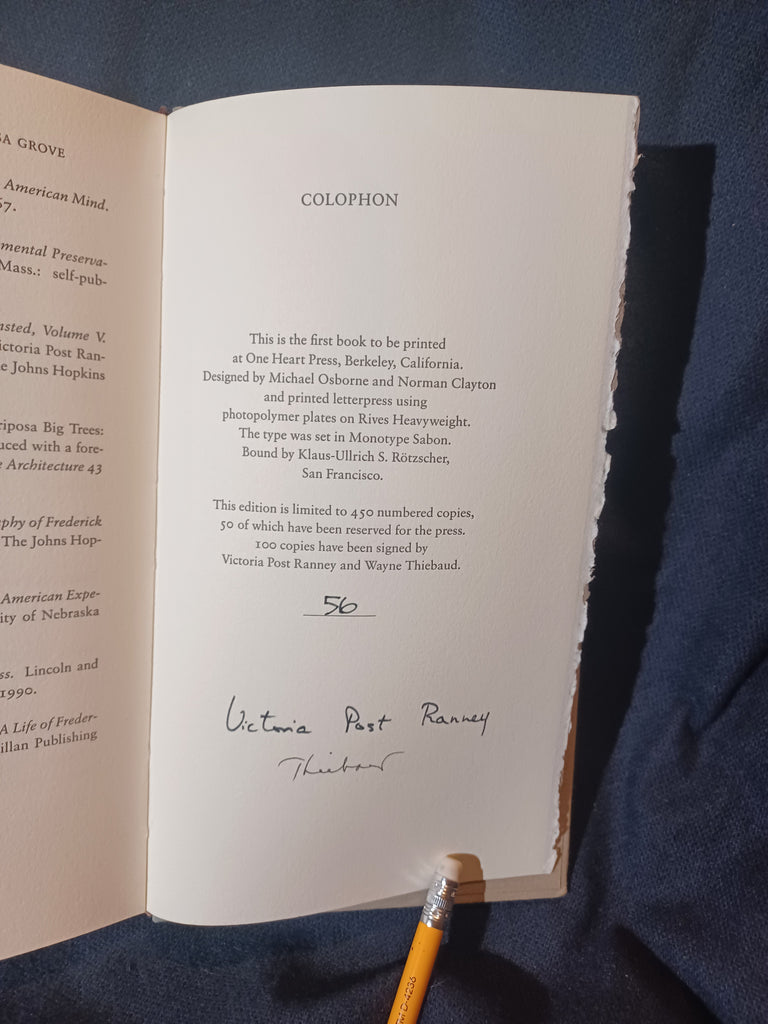 SA GROVE
American Mind.
67.
mental Preserva-
Mass.: self-pub-
nsted, Volume V.
ictoria Post Ran-
e Johns Hopkins
riposa Big Trees:
uced with a fore-
e Architecture 43
phy of Frederick
The Johns Hop-
American Expe-
ity of Nebraska
ss. Lincoln and
1990.
A Life of Freder-
illan Publishing
COLOPHON
This is the first book to be printed
at One Heart Press, Berkeley, California.
Designed by Michael Osborne and Norman Clayton
and printed letterpress using
photopolymer plates on Rives Heavyweight.
The type was set in Monotype Sabon.
Bound by Klaus-Ullrich S. Rötzscher,
San Francisco.
This edition is limited to 450 numbered copies,
50 of which have been reserved for the press.
100 copies have been signed by
Victoria Post Ranney and Wayne Thiebaud.
56
Victoria Post Ranney
Thiebaud
D-4236